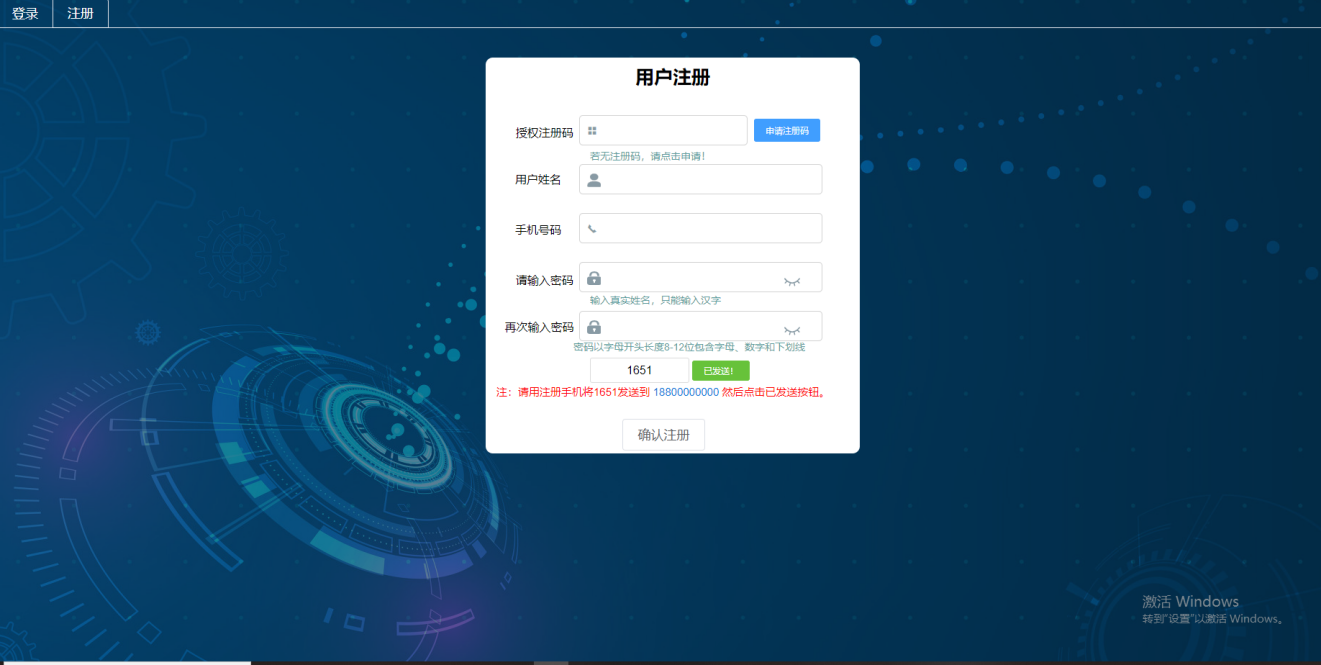 登录 注册
用户注册
授权注册码 申请注册码
若无注册码，请点击申请！
用户姓名
手机号码
请输入密码
输入真实姓名，只能输入汉字
再次输入密码
密码以字母开头长度8-12位包含字母、数字和下划线
1651 已发送！
注：请用注册手机将1651发送到 18800000000 然后点击已发送按钮。
确认注册
激活 Windows
转到"设置"以激活 Windows。